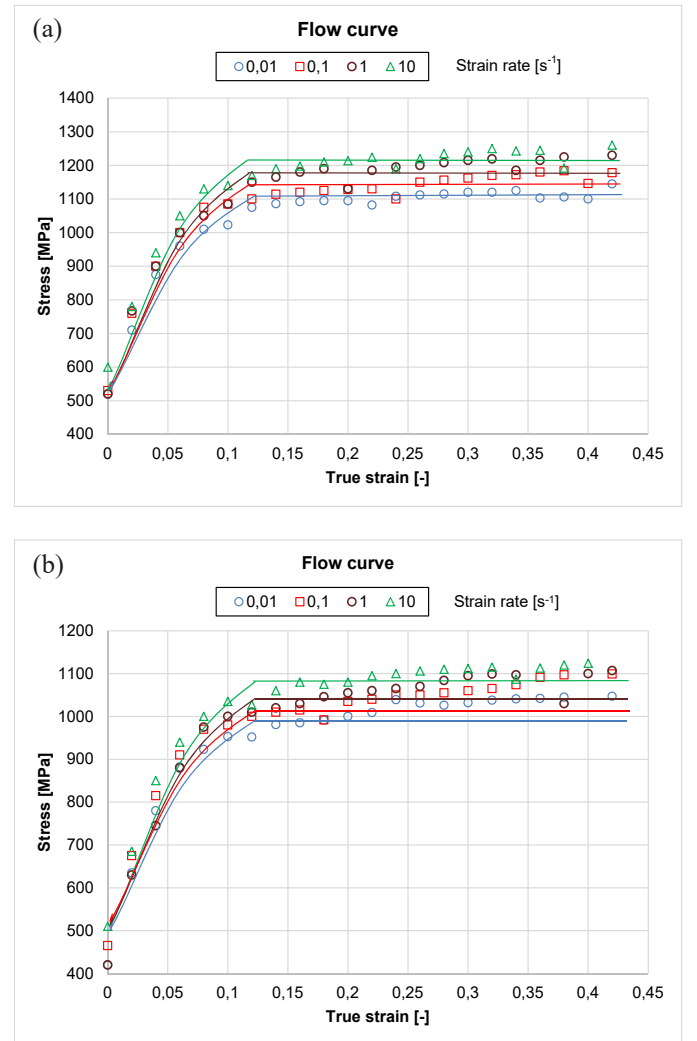 (a)
Flow curve
0,01 0,1 1 10 Strain rate [s⁻¹]
1400
1300
1200
1100
1000
900
800
700
600
500
400
Stress [MPa]
0 0,05 0,1 0,15 0,2 0,25 0,3 0,35 0,4 0,45
True strain [-]
(b)
Flow curve
0,01 0,1 1 10 Strain rate [s⁻¹]
1200
1100
1000
900
800
700
600
500
400
Stress [MPa]
0 0,05 0,1 0,15 0,2 0,25 0,3 0,35 0,4 0,45
True strain [-]